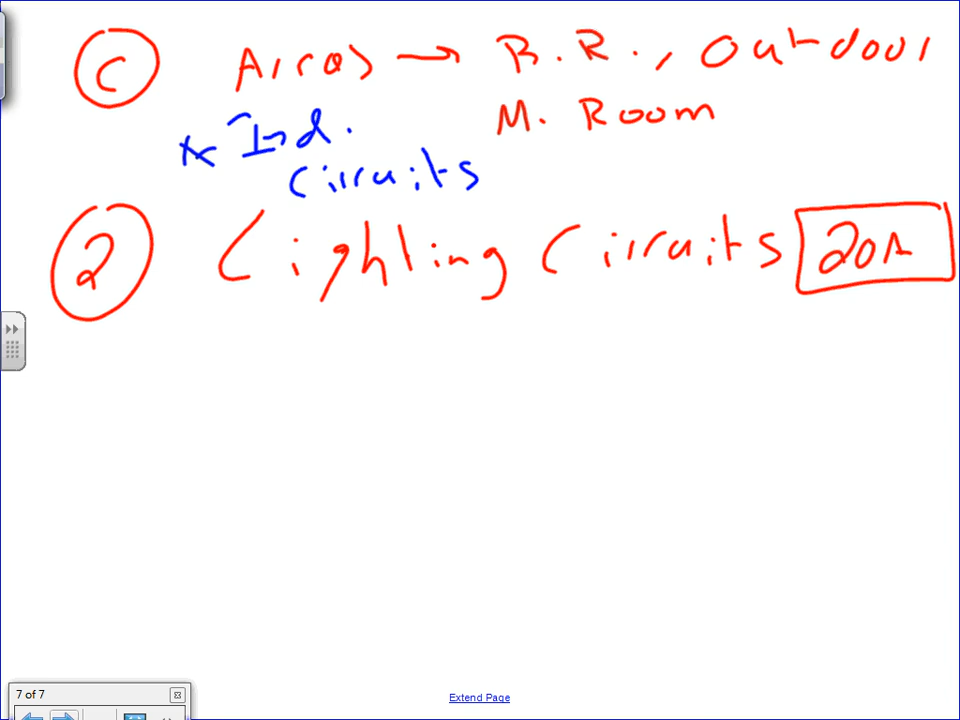 C Areas → B.R., Outdoor
M. Room
* Ind.
Circuits
2 Lighting Circuits 20A
7 of 7
Extend Page